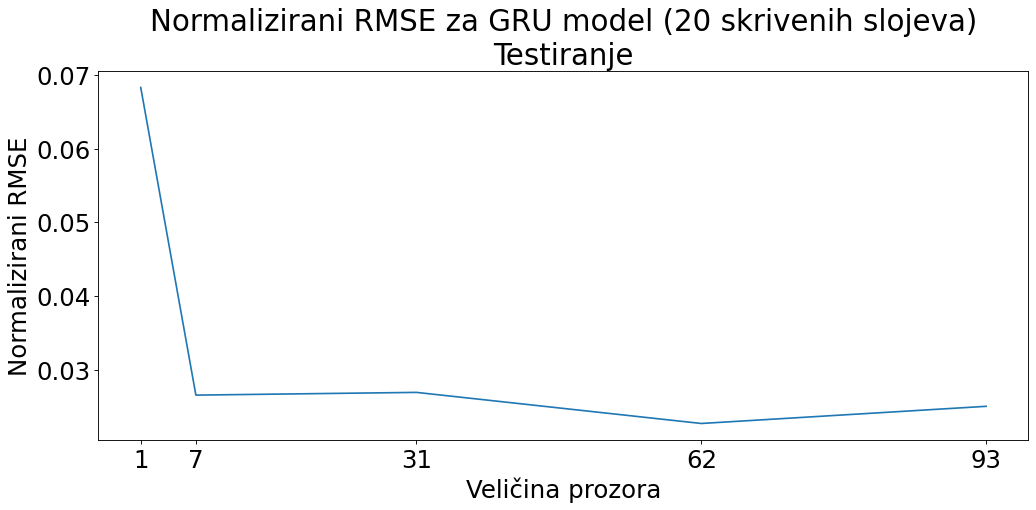 Normalizirani RMSE za GRU model (20 skrivenih slojeva)
Testiranje
Normalizirani RMSE
0.07
0.06
0.05
0.04
0.03
1 7 31 62 93
Veličina prozora